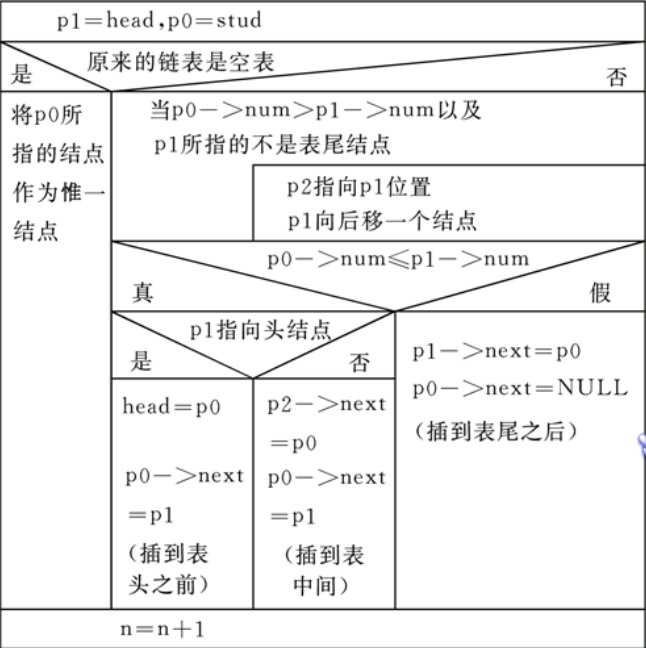 p1=head,p0=stud
原来的链表是空表
是
否
将p0所
指的结点
作为惟一
结点
当p0—>num>p1—>num以及
p1所指的不是表尾结点
p2指向p1位置
p1向后移一个结点
p0—>num≤p1—>num
真
假
p1指向头结点
是
否
head=p0
p0—>next
=p1
(插到表
头之前)
p2—>next
=p0
p0—>next
=p1
(插到表
中间)
p1—>next=p0
p0—>next=NULL
(插到表尾之后)
n=n+1